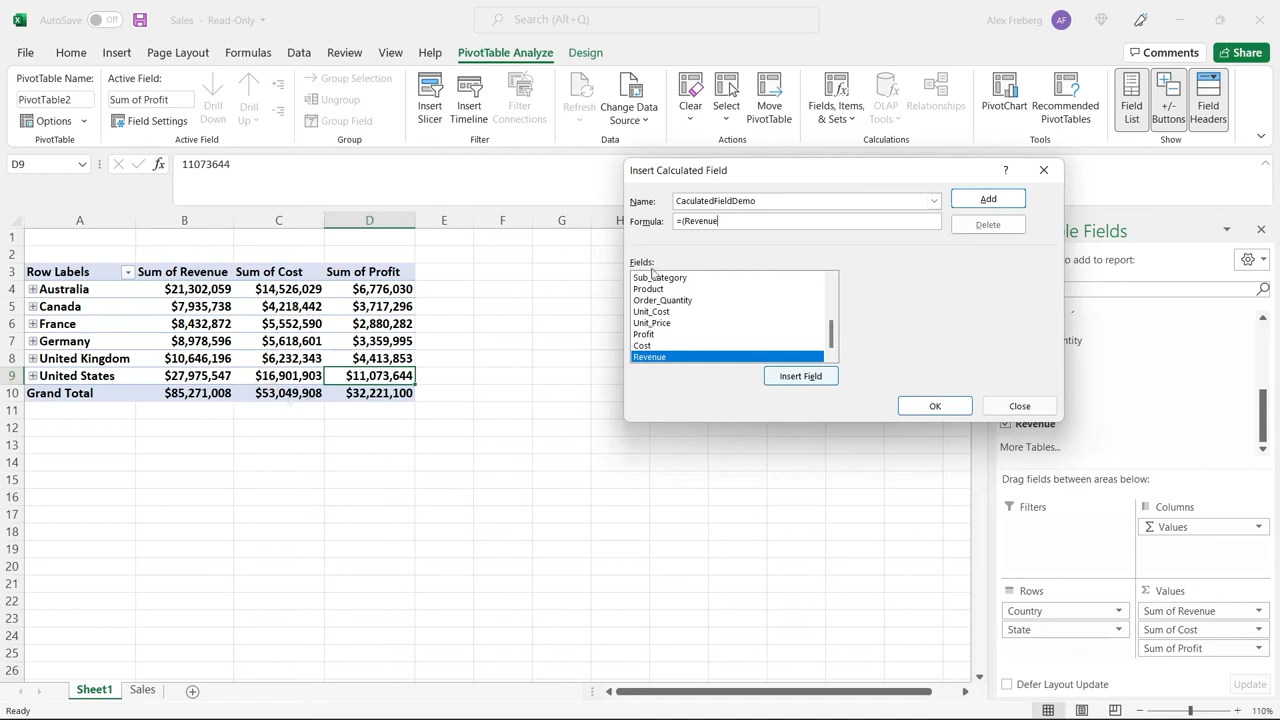 AutoSave Off Sales - Read-Only Search (Alt+Q) Alex Freberg AF
File Home Insert Page Layout Formulas Data Review View Help PivotTable Analyze Design Comments Share
PivotTable Name:
PivotTable2
Options
PivotTable
Active Field:
Sum of Profit
Field Settings
Drill Down
Drill Up
Active Field
Group Selection
Ungroup
Group Field
Group
Insert Slicer
Insert Timeline
Filter Connections
Filter
Refresh
Change Data Source
Data
Clear
Select
Move PivotTable
Actions
Fields, Items, & Sets
OLAP Tools
Relationships
Calculations
PivotChart
Recommended PivotTables
Tools
Field List
+/- Buttons
Field Headers
Show
D9 fx 11073644
A B C D E F G H
1
2
3 Row Labels Sum of Revenue Sum of Cost Sum of Profit
4 Australia $21,302,059 $14,526,029 $6,776,030
5 Canada $7,935,738 $4,218,442 $3,717,296
6 France $8,432,872 $5,552,590 $2,880,282
7 Germany $8,978,596 $5,618,601 $3,359,995
8 United Kingdom $10,646,196 $6,232,343 $4,413,853
9 United States $27,975,547 $16,901,903 $11,073,644
10 Grand Total $85,271,008 $53,049,908 $32,221,100
11
12
13
14
15
16
17
18
19
20
21
22
23
24
25
26
Insert Calculated Field ?
Name: CaculatedFieldDemo Add
Formula: =(Revenue Delete
Fields:
Sub_Category
Product
Order_Quantity
Unit_Cost
Unit_Price
Profit
Cost
Revenue
Insert Field
OK Close
le Fields
to add to report:
ntity
Revenue
More Tables...
Drag fields between areas below:
Filters
Columns
Σ Values
Rows
Country
State
Σ Values
Sum of Revenue
Sum of Cost
Sum of Profit
Defer Layout Update Update
Sheet1 Sales
Ready 110%